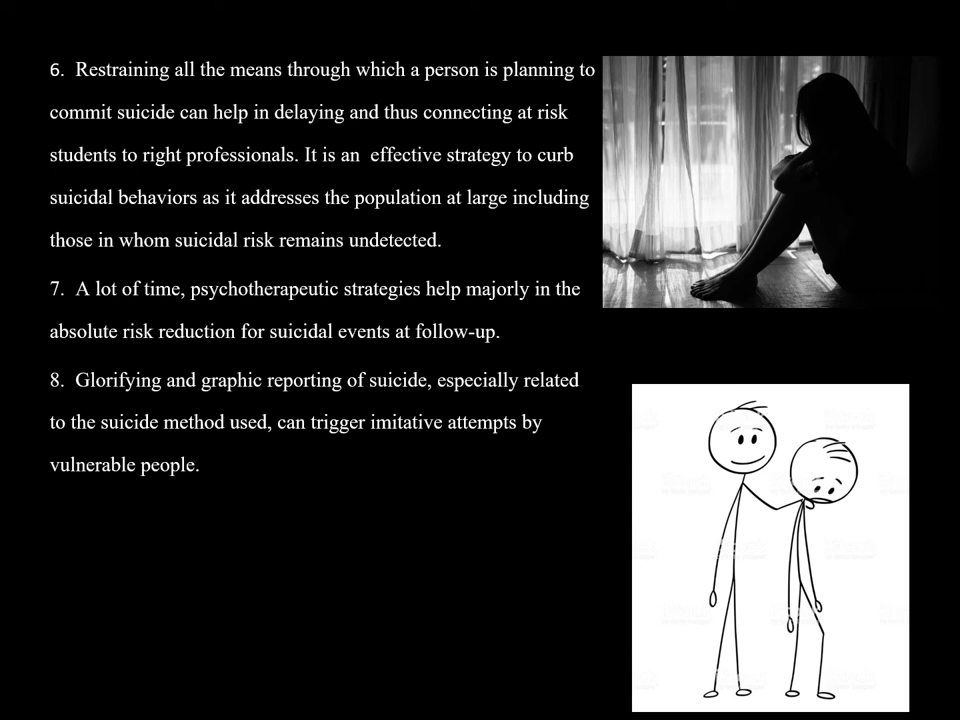 6. Restraining all the means through which a person is planning to
commit suicide can help in delaying and thus connecting at risk
students to right professionals. It is an effective strategy to curb
suicidal behaviors as it addresses the population at large including
those in whom suicidal risk remains undetected.
7. A lot of time, psychotherapeutic strategies help majorly in the
absolute risk reduction for suicidal events at follow-up.
8. Glorifying and graphic reporting of suicide, especially related
to the suicide method used, can trigger imitative attempts by
vulnerable people.